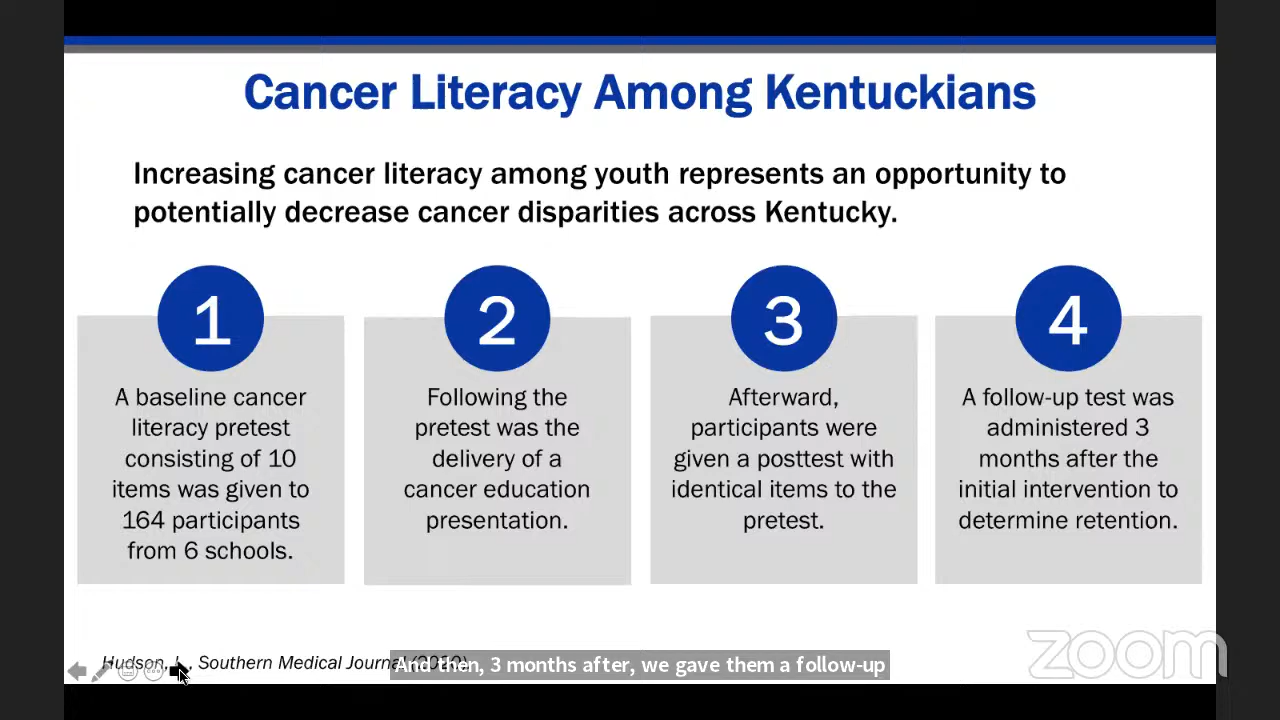 Cancer Literacy Among Kentuckians
Increasing cancer literacy among youth represents an opportunity to
potentially decrease cancer disparities across Kentucky.
1
A baseline cancer
literacy pretest
consisting of 10
items was given to
164 participants
from 6 schools.
2
Following the
pretest was the
delivery of a
cancer education
presentation.
3
Afterward,
participants were
given a posttest with
identical items to the
pretest.
4
A follow-up test was
administered 3
months after the
initial intervention to
determine retention.
Hudson, , Southern Medical Journal
And then, 3 months after, we gave them a follow-up
zoom